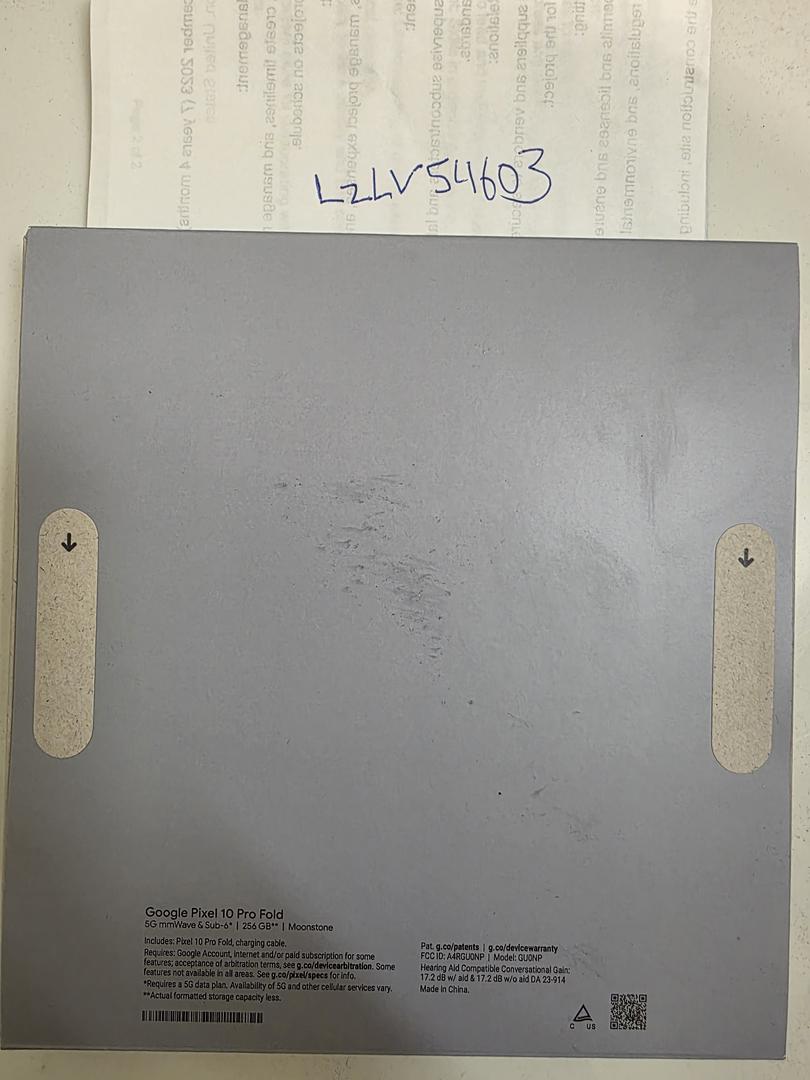 LzLV54603
Google Pixel 10 Pro Fold
5G mmWave & Sub-6* | 256 GB** | Moonstone
Includes: Pixel 10 Pro Fold, charging cable.
Requires: Google Account, internet and/or paid subscription for some
features; acceptance of arbitration terms, see g.co/devicearbitration. Some
features not available in all areas. See g.co/pixel/specs for info.
*Requires a 5G data plan. Availability of 5G and other cellular services vary.
**Actual formatted storage capacity less.
Pat. g.co/patents | g.co/devicewarranty
FCC ID: A4RGU0NP | Model: GU0NP
Hearing Aid Compatible Conversational Gain:
17.2 dB w/ aid & 17.2 dB w/o aid DA 23-914
Made in China.
C US